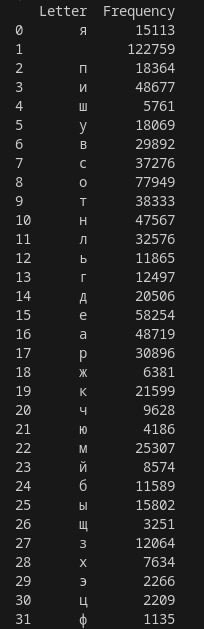 Letter Frequency
0 я 15113
1 122759
2 п 18364
3 и 48677
4 ш 5761
5 у 18069
6 в 29892
7 с 37276
8 о 77949
9 т 38333
10 н 47567
11 л 32576
12 ь 11865
13 г 12497
14 д 20506
15 е 58254
16 а 48719
17 р 30896
18 ж 6381
19 к 21599
20 ч 9628
21 ю 4186
22 м 25307
23 й 8574
24 б 11589
25 ы 15802
26 щ 3251
27 з 12064
28 х 7634
29 э 2266
30 ц 2209
31 ф 1135